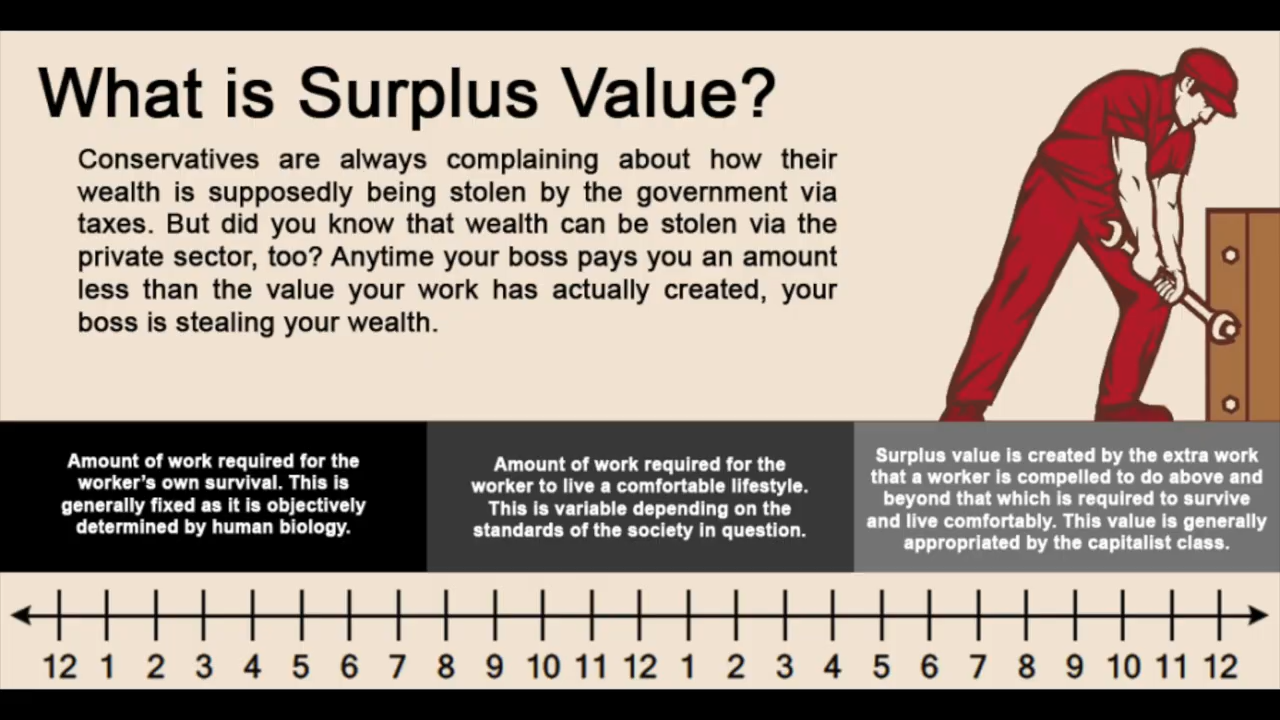 What is Surplus Value?
Conservatives are always complaining about how their
wealth is supposedly being stolen by the government via
taxes. But did you know that wealth can be stolen via the
private sector, too? Anytime your boss pays you an amount
less than the value your work has actually created, your
boss is stealing your wealth.
Amount of work required for the
worker's own survival. This is
generally fixed as it is objectively
determined by human biology.
Amount of work required for the
worker to live a comfortable lifestyle.
This is variable depending on the
standards of the society in question.
Surplus value is created by the extra work
that a worker is compelled to do above and
beyond that which is required to survive
and live comfortably. This value is generally
appropriated by the capitalist class.
12 1 2 3 4 5 6 7 8 9 10 11 12 1 2 3 4 5 6 7 8 9 10 11 12